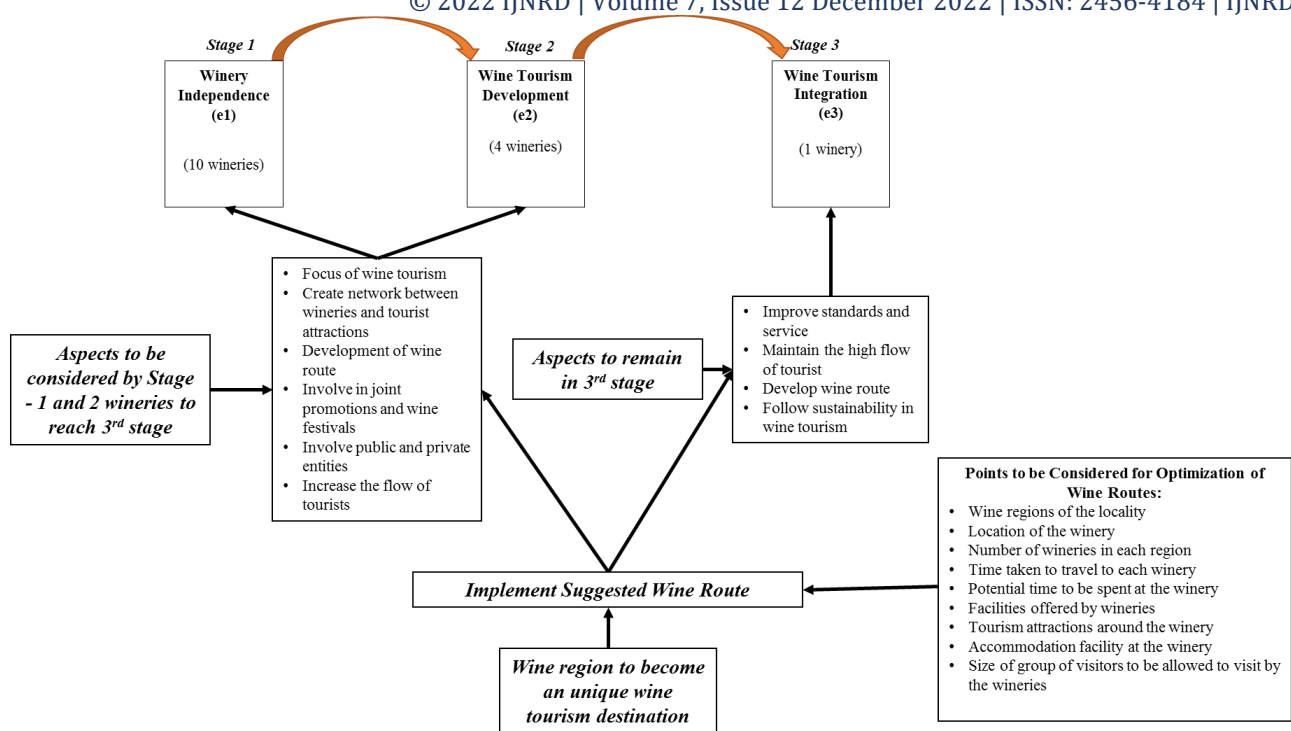 © 2022 IJNRD | Volume 7, Issue 12 December 2022 | ISSN: 2456-4184 | IJNRD
Stage 1
Stage 2
Stage 3
Winery
Independence
(e1)
(10 wineries)
Wine Tourism
Development
(e2)
(4 wineries)
Wine Tourism
Integration
(e3)
(1 winery)
Aspects to be
considered by Stage
- 1 and 2 wineries to
reach 3rd stage
• Focus of wine tourism
• Create network between
wineries and tourist
attractions
• Development of wine
route
• Involve in joint
promotions and wine
festivals
• Involve public and private
entities
• Increase the flow of
tourists
Aspects to remain
in 3rd stage
• Improve standards and
service
• Maintain the high flow
of tourist
• Develop wine route
• Follow sustainability in
wine tourism
Points to be Considered for Optimization of
Wine Routes:
• Wine regions of the locality
• Location of the winery
• Number of wineries in each region
• Time taken to travel to each winery
• Potential time to be spent at the winery
• Facilities offered by wineries
• Tourism attractions around the winery
• Accommodation facility at the winery
• Size of group of visitors to be allowed to visit by
the wineries
Implement Suggested Wine Route
Wine region to become
an unique wine
tourism destination